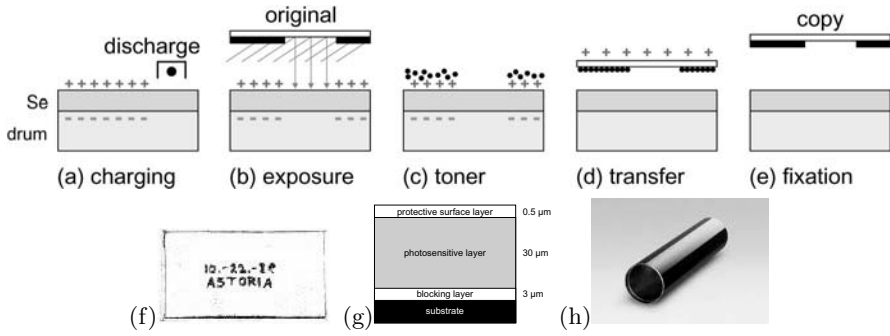 original
copy
discharge
Se
drum
(a) charging
(b) exposure
(c) toner
(d) transfer
(e) fixation
10.-22.-38
ASTORIA
protective surface layer
0.5 µm
photosensitive layer
30 µm
blocking layer
3 µm
substrate
(f)
(g)
(h)